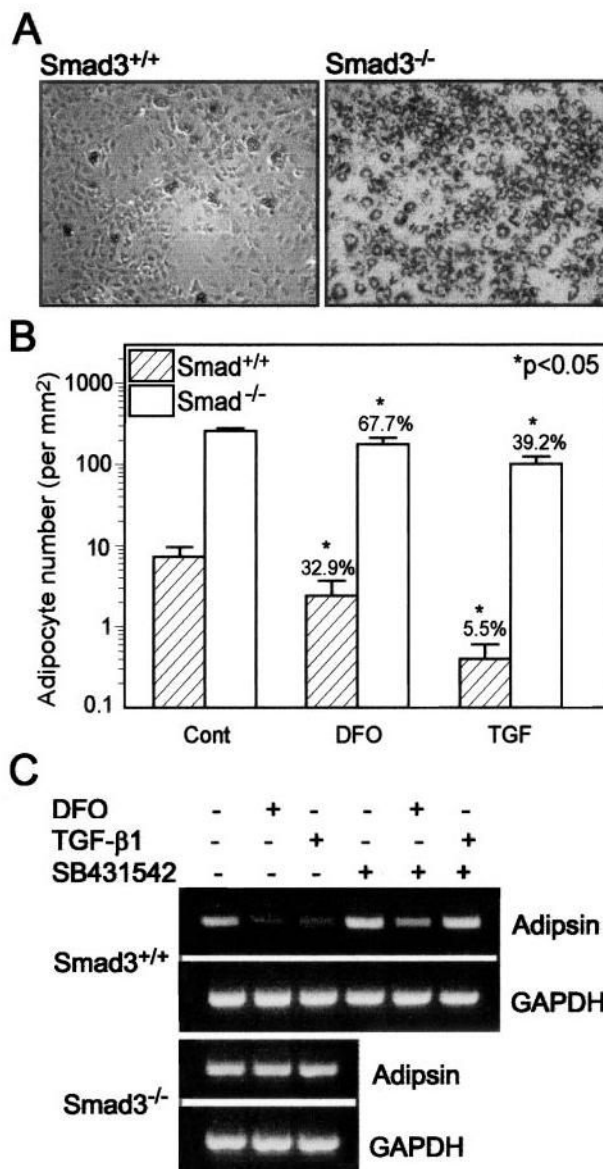 A
Smad3+/+ Smad3-/-
B
Adipocyte number (per mm2)
1000
100
10
1
0.1
Smad+/+
Smad-/-
*p<0.05
*
32.9%
*
67.7%
*
5.5%
*
39.2%
Cont DFO TGF
C
DFO - + - - + -
TGF-β1 - - + - - +
SB431542 - - - + + +
Smad3+/+
Adipsin
GAPDH
Smad3-/-
Adipsin
GAPDH